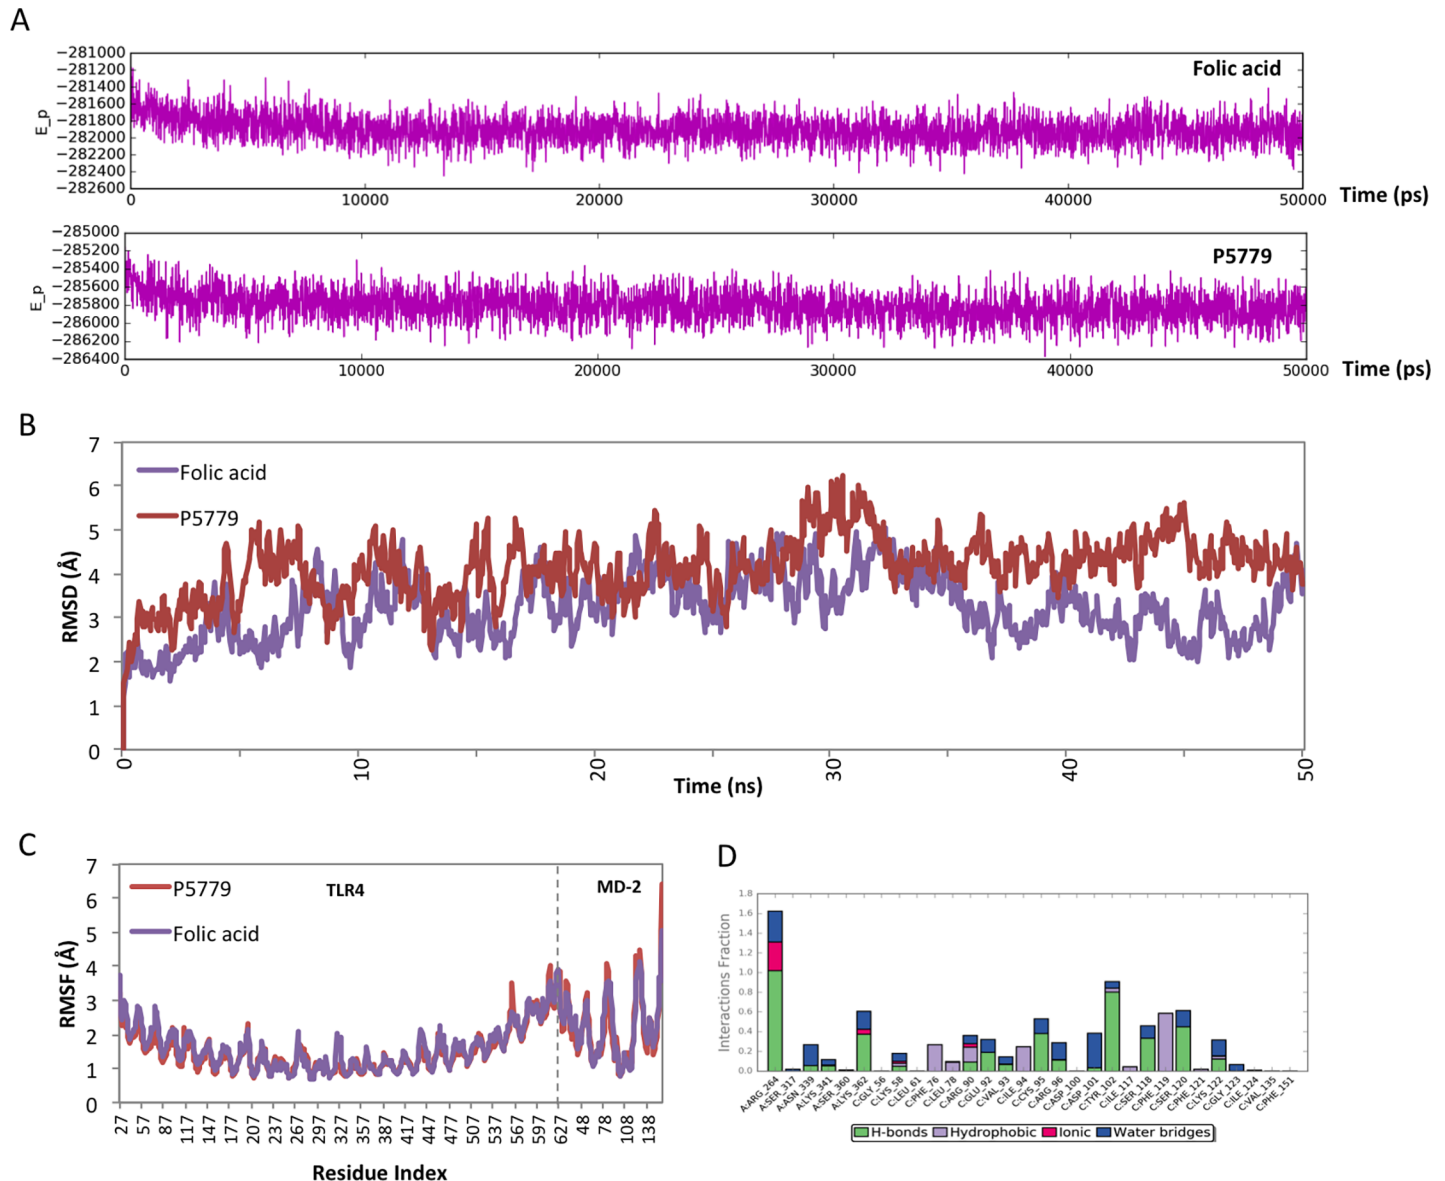 A
−281000
−281200
−281400
−281600
−281800
−282000
−282200
−282400
−282600
E_p
Folic acid
0 10000 20000 30000 40000 50000
Time (ps)
−285000
−285200
−285400
−285600
−285800
−286000
−286200
−286400
E_p
P5779
0 10000 20000 30000 40000 50000
Time (ps)
B
7
6
5
4
3
2
1
0
RMSD (Å)
Folic acid
P5779
0 10 20 30 40 50
Time (ns)
C
7
6
5
4
3
2
1
0
RMSF (Å)
P5779
Folic acid
TLR4
MD-2
27 57 87 117 147 177 207 237 267 297 327 357 387 417 447 477 507 537 567 597 627 48 78 108 138
Residue Index
D
1.8
1.6
1.4
1.2
1.0
0.8
0.6
0.4
0.2
0.0
Interactions Fraction
A:ARG_264 A:SER_317 A:ASN_339 A:LYS_341 A:SER_360 A:LYS_362 C:GLY_56 C:LYS_58 C:LEU_61 C:PHE_76 C:LEU_78 C:ARG_90 C:GLU_92 C:VAL_93 C:ILE_94 C:CYS_95 C:ARG_96 C:ASP_100 C:ASP_101 C:TYR_102 C:ILE_117 C:SER_118 C:PHE_119 C:SER_120 C:PHE_121 C:LYS_122 C:GLY_123 C:ILE_124 C:VAL_135 C:PHE_151
H-bonds Hydrophobic Ionic Water bridges